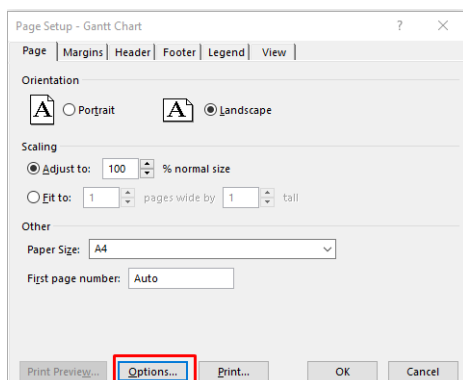 Page Setup - Gantt Chart ?
Page Margins Header Footer Legend View
Orientation
A Portrait A Landscape
Scaling
Adjust to: 100 % normal size
Fit to: 1 pages wide by 1 tall
Other
Paper Size: A4
First page number: Auto
Print Preview... Options... Print... OK Cancel